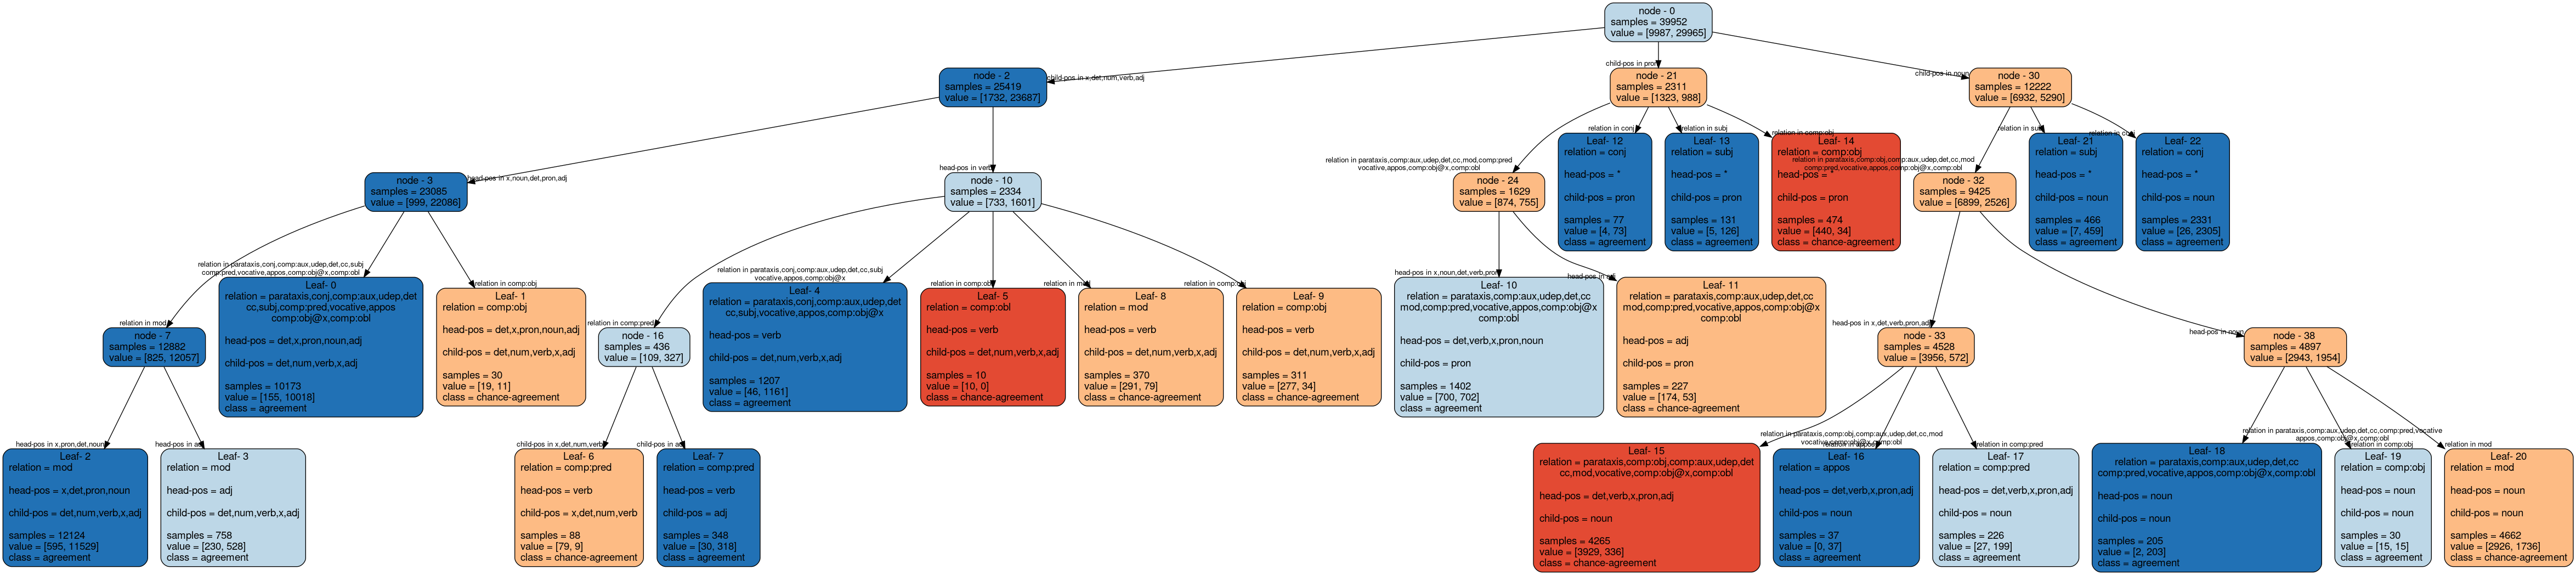 node - 0
samples = 39952
value = [9987, 29965]
child-pos in x,det,num,verb,adj
child-pos in pron
child-pos in noun
node - 2
samples = 25419
value = [1732, 23687]
node - 21
samples = 2311
value = [1323, 988]
node - 30
samples = 12222
value = [6932, 5290]
head-pos in x,noun,det,pron,adj
head-pos in verb
relation in parataxis,comp:aux,udep,det,cc,mod,comp:pred
vocative,appos,comp:obj@x,comp:obl
relation in conj
relation in subj
relation in comp:obj
relation in parataxis,comp:obj,comp:aux,udep,det,cc,mod
comp:pred,vocative,appos,comp:obj@x,comp:obl
relation in subj
relation in conj
node - 3
samples = 23085
value = [999, 22086]
node - 10
samples = 2334
value = [733, 1601]
node - 24
samples = 1629
value = [874, 755]
Leaf- 12
relation = conj
head-pos = *
child-pos = pron
samples = 77
value = [4, 73]
class = agreement
Leaf- 13
relation = subj
head-pos = *
child-pos = pron
samples = 131
value = [5, 126]
class = agreement
Leaf- 14
relation = comp:obj
head-pos = *
child-pos = pron
samples = 474
value = [440, 34]
class = chance-agreement
node - 32
samples = 9425
value = [6899, 2526]
Leaf- 21
relation = subj
head-pos = *
child-pos = noun
samples = 466
value = [7, 459]
class = agreement
Leaf- 22
relation = conj
head-pos = *
child-pos = noun
samples = 2331
value = [26, 2305]
class = agreement
relation in mod
relation in parataxis,conj,comp:aux,udep,det,cc,subj
comp:pred,vocative,appos,comp:obj@x,comp:obl
relation in comp:obj
relation in comp:pred
relation in parataxis,conj,comp:aux,udep,det,cc,subj
vocative,appos,comp:obj@x
relation in comp:obl
relation in mod
relation in comp:obj
head-pos in x,noun,det,verb,pron
head-pos in adj
head-pos in x,det,verb,pron,adj
head-pos in noun
node - 7
samples = 12882
value = [825, 12057]
Leaf- 0
relation = parataxis,conj,comp:aux,udep,det
cc,subj,comp:pred,vocative,appos
comp:obj@x,comp:obl
head-pos = det,x,pron,noun,adj
child-pos = det,num,verb,x,adj
samples = 10173
value = [155, 10018]
class = agreement
Leaf- 1
relation = comp:obj
head-pos = det,x,pron,noun,adj
child-pos = det,num,verb,x,adj
samples = 30
value = [19, 11]
class = chance-agreement
node - 16
samples = 436
value = [109, 327]
Leaf- 4
relation = parataxis,conj,comp:aux,udep,det
cc,subj,vocative,appos,comp:obj@x
head-pos = verb
child-pos = det,num,verb,x,adj
samples = 1207
value = [46, 1161]
class = agreement
Leaf- 5
relation = comp:obl
head-pos = verb
child-pos = det,num,verb,x,adj
samples = 10
value = [10, 0]
class = chance-agreement
Leaf- 8
relation = mod
head-pos = verb
child-pos = det,num,verb,x,adj
samples = 370
value = [291, 79]
class = chance-agreement
Leaf- 9
relation = comp:obj
head-pos = verb
child-pos = det,num,verb,x,adj
samples = 311
value = [277, 34]
class = chance-agreement
Leaf- 10
relation = parataxis,comp:aux,udep,det,cc
mod,comp:pred,vocative,appos,comp:obj@x
comp:obl
head-pos = det,verb,x,pron,noun
child-pos = pron
samples = 1402
value = [700, 702]
class = agreement
Leaf- 11
relation = parataxis,comp:aux,udep,det,cc
mod,comp:pred,vocative,appos,comp:obj@x
comp:obl
head-pos = adj
child-pos = pron
samples = 227
value = [174, 53]
class = chance-agreement
node - 33
samples = 4528
value = [3956, 572]
node - 38
samples = 4897
value = [2943, 1954]
head-pos in x,pron,det,noun
head-pos in adj
child-pos in x,det,num,verb
child-pos in adj
relation in parataxis,comp:obj,comp:aux,udep,det,cc,mod
vocative,comp:obj@x,comp:obl
relation in appos
relation in comp:pred
relation in parataxis,comp:aux,udep,det,cc,comp:pred,vocative
appos,comp:obj@x,comp:obl
relation in comp:obj
relation in mod
Leaf- 2
relation = mod
head-pos = x,det,pron,noun
child-pos = det,num,verb,x,adj
samples = 12124
value = [595, 11529]
class = agreement
Leaf- 3
relation = mod
head-pos = adj
child-pos = det,num,verb,x,adj
samples = 758
value = [230, 528]
class = agreement
Leaf- 6
relation = comp:pred
head-pos = verb
child-pos = x,det,num,verb
samples = 88
value = [79, 9]
class = chance-agreement
Leaf- 7
relation = comp:pred
head-pos = verb
child-pos = adj
samples = 348
value = [30, 318]
class = agreement
Leaf- 15
relation = parataxis,comp:obj,comp:aux,udep,det
cc,mod,vocative,comp:obj@x,comp:obl
head-pos = det,verb,x,pron,adj
child-pos = noun
samples = 4265
value = [3929, 336]
class = chance-agreement
Leaf- 16
relation = appos
head-pos = det,verb,x,pron,adj
child-pos = noun
samples = 37
value = [0, 37]
class = agreement
Leaf- 17
relation = comp:pred
head-pos = det,verb,x,pron,adj
child-pos = noun
samples = 226
value = [27, 199]
class = agreement
Leaf- 18
relation = parataxis,comp:aux,udep,det,cc
comp:pred,vocative,appos,comp:obj@x,comp:obl
head-pos = noun
child-pos = noun
samples = 205
value = [2, 203]
class = agreement
Leaf- 19
relation = comp:obj
head-pos = noun
child-pos = noun
samples = 30
value = [15, 15]
class = agreement
Leaf- 20
relation = mod
head-pos = noun
child-pos = noun
samples = 4662
value = [2926, 1736]
class = chance-agreement